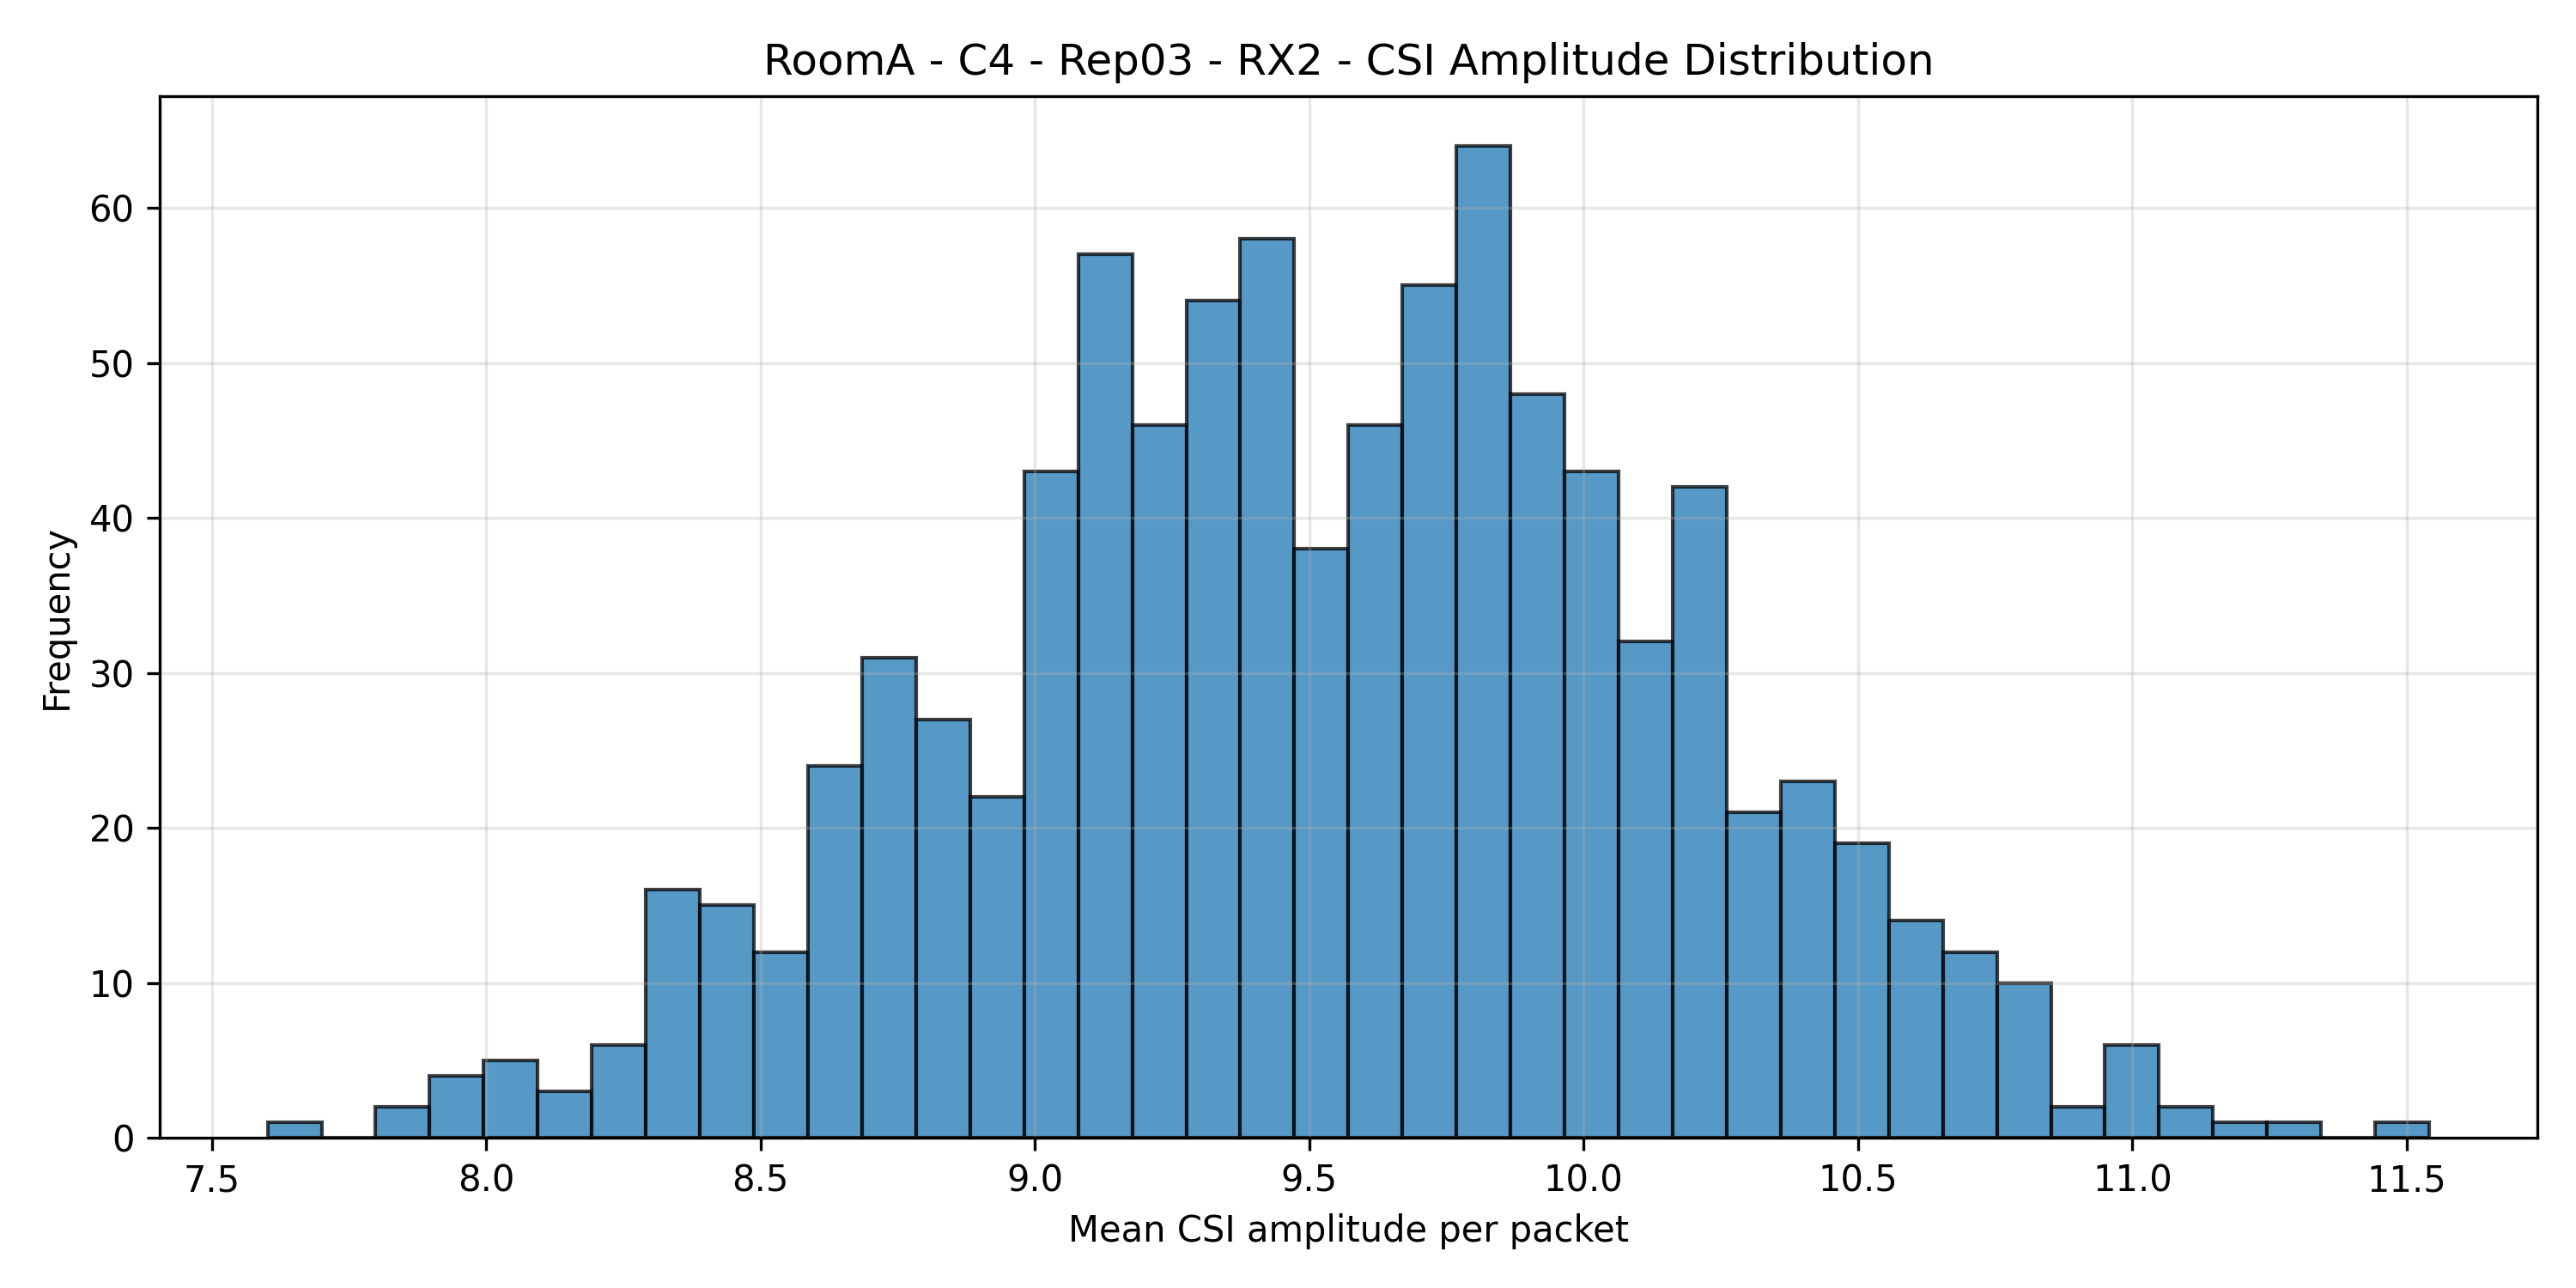 RoomA - C4 - Rep03 - RX2 - CSI Amplitude Distribution
Frequency
60
50
40
30
20
10
0
7.5 8.0 8.5 9.0 9.5 10.0 10.5 11.0 11.5
Mean CSI amplitude per packet